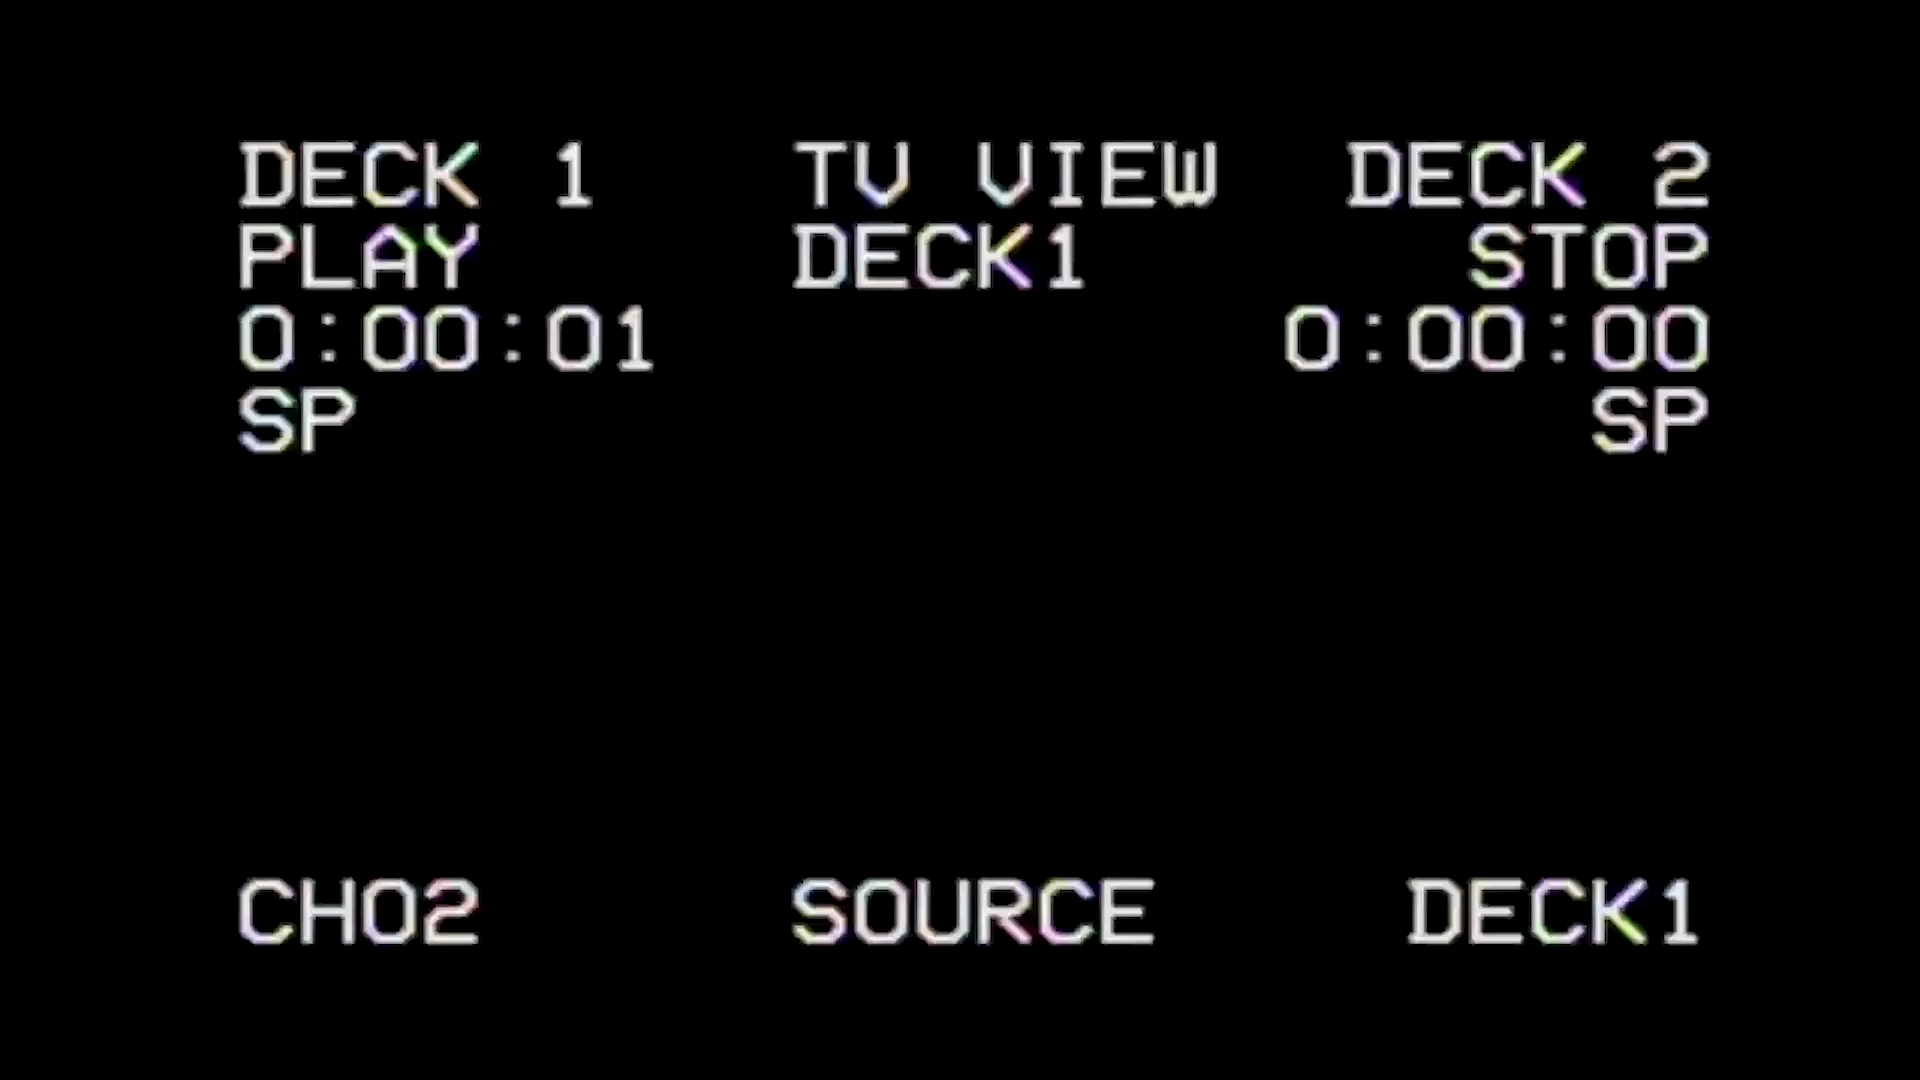 DECK 1 TV VIEW DECK 2
PLAY DECK1 STOP
0:00:01 0:00:00
SP SP
CH02 SOURCE DECK1